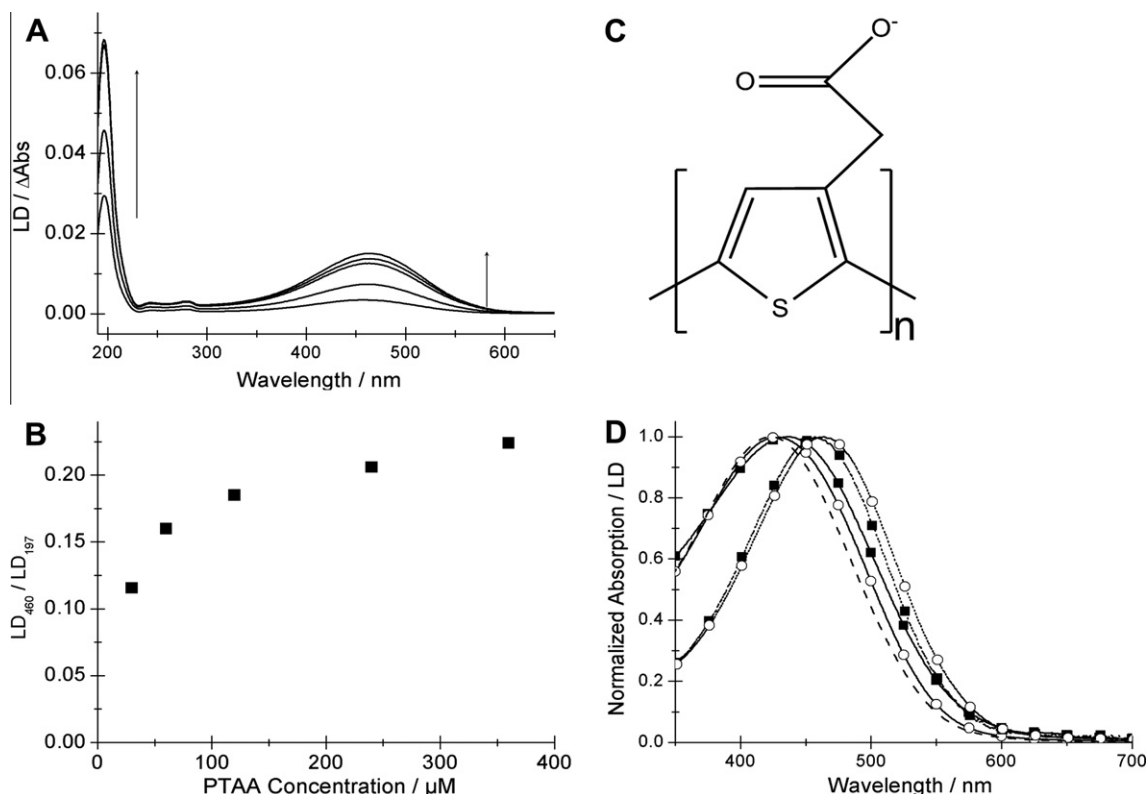 A
LD / ΔAbs
0.06
0.04
0.02
0.00
200 300 400 500 600
Wavelength / nm
C
O⁻
O
S
n
B
LD₄₆₀ / LD₁₉₇
0.20
0.15
0.10
0.05
0.00
0 100 200 300 400
PTAA Concentration / µM
D
Normalized Absorption / LD
1.0
0.8
0.6
0.4
0.2
0.0
400 500 600 700
Wavelength / nm